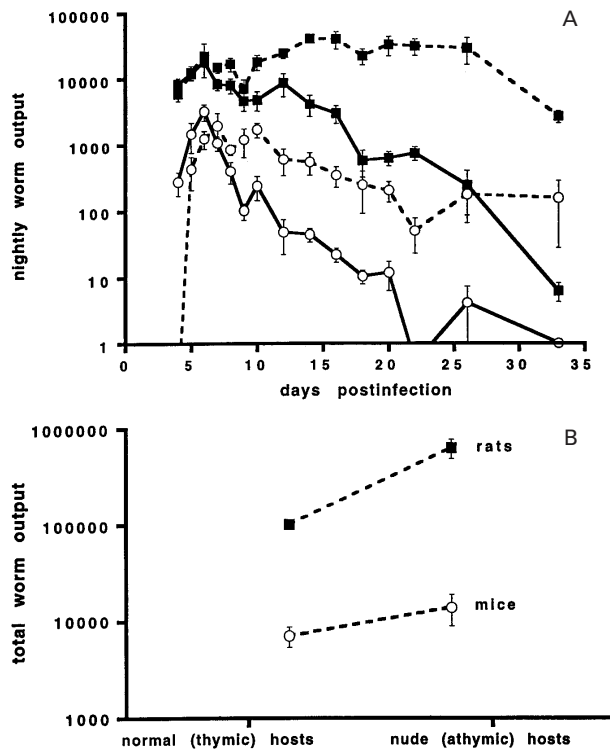 A
100000
10000
1000
100
10
1
nightly worm output
0 5 10 15 20 25 30 35
days postinfection
B
1000000
100000
10000
1000
total worm output
rats
mice
normal (thymic) hosts nude (athymic) hosts